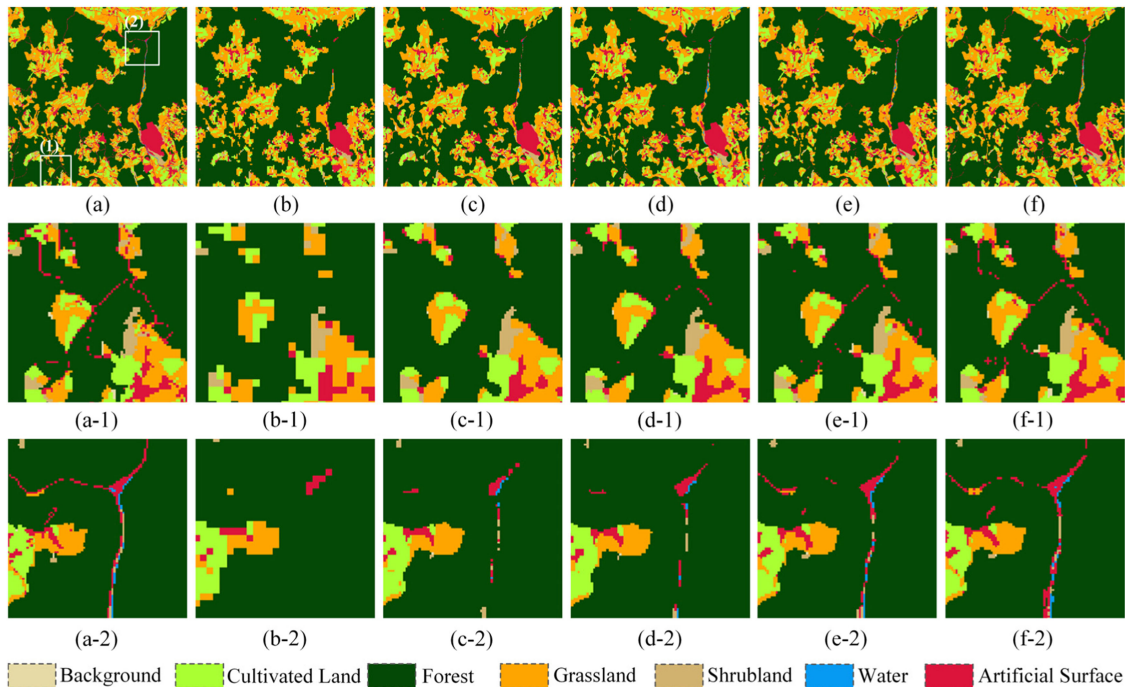 (2)
(1)
(a) (b) (c) (d) (e) (f)
(a-1) (b-1) (c-1) (d-1) (e-1) (f-1)
(a-2) (b-2) (c-2) (d-2) (e-2) (f-2)
Background Cultivated Land Forest Grassland Shrubland Water Artificial Surface